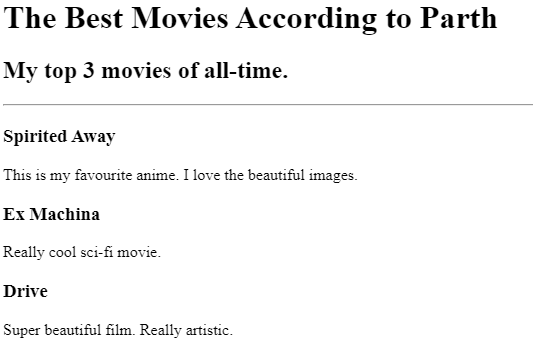 The Best Movies According to Parth
My top 3 movies of all-time.
Spirited Away
This is my favourite anime. I love the beautiful images.
Ex Machina
Really cool sci-fi movie.
Drive
Super beautiful film. Really artistic.